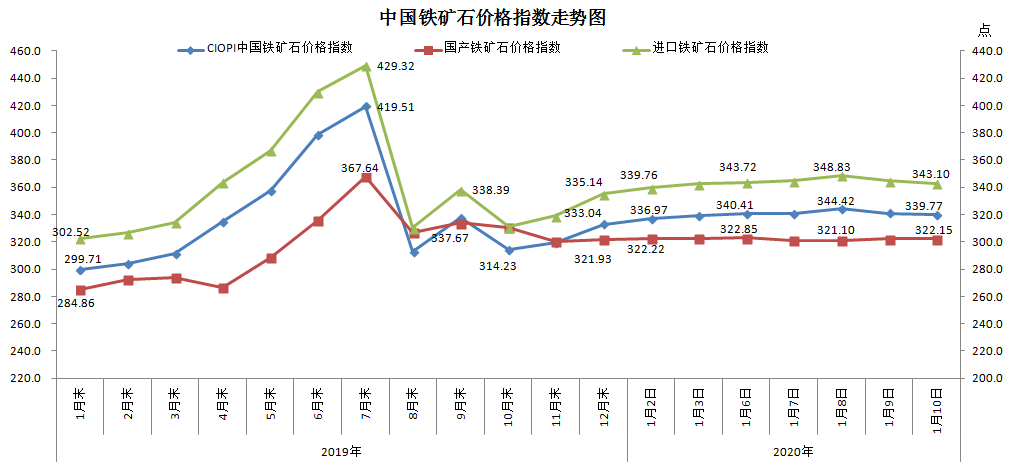 中国铁矿石价格指数走势图
点
CIOPI中国铁矿石价格指数 国产铁矿石价格指数 进口铁矿石价格指数
460.0
440.0
420.0
400.0
380.0
360.0
340.0
320.0
300.0
280.0
260.0
240.0
220.0
440.0
420.0
400.0
380.0
360.0
340.0
320.0
300.0
280.0
260.0
240.0
220.0
200.0
429.32
419.51
367.64
302.52
299.71
284.86
338.39
337.67
314.23
335.14
333.04
321.93
339.76
336.97
322.22
343.72
340.41
322.85
348.83
344.42
321.10
343.10
339.77
322.15
1月末
2月末
3月末
4月末
5月末
6月末
7月末
8月末
9月末
10月末
11月末
12月末
1月2日
1月3日
1月6日
1月7日
1月8日
1月9日
1月10日
2019年 2020年